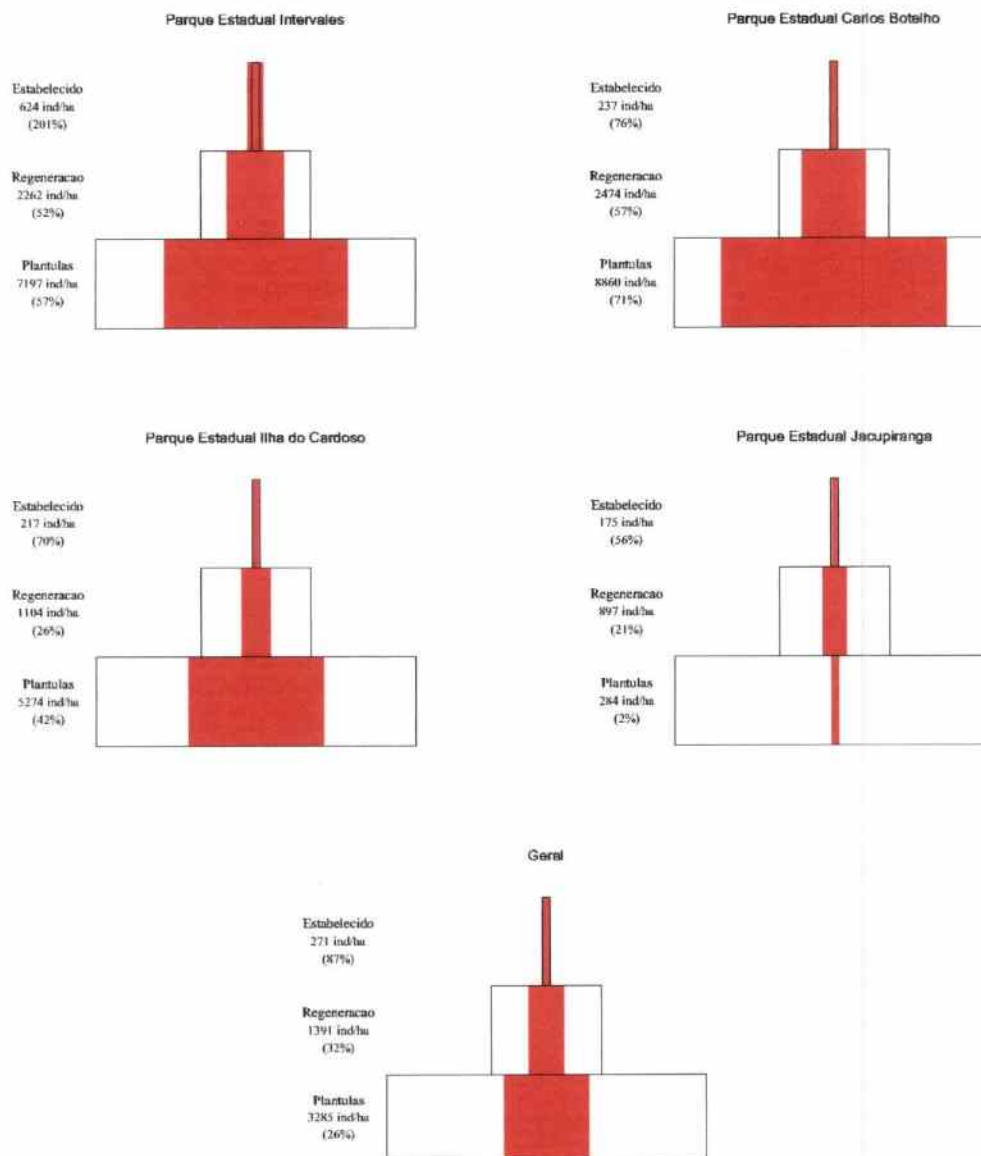 Parque Estadual Intervales
Estabelecido
624 ind/ha
(201%)
Regeneracao
2262 ind/ha
(52%)
Plantulas
7197 ind/ha
(57%)
Parque Estadual Carlos Botelho
Estabelecido
237 ind/ha
(76%)
Regeneracao
2474 ind/ha
(57%)
Plantulas
8860 ind/ha
(71%)
Parque Estadual Ilha do Cardoso
Estabelecido
217 ind/ha
(70%)
Regeneracao
1104 ind/ha
(26%)
Plantulas
5274 ind/ha
(42%)
Parque Estadual Jacupiranga
Estabelecido
175 ind/ha
(56%)
Regeneracao
897 ind/ha
(21%)
Plantulas
284 ind/ha
(2%)
Geral
Estabelecido
271 ind/ha
(87%)
Regeneracao
1391 ind/ha
(32%)
Plantulas
3285 ind/ha
(26%)